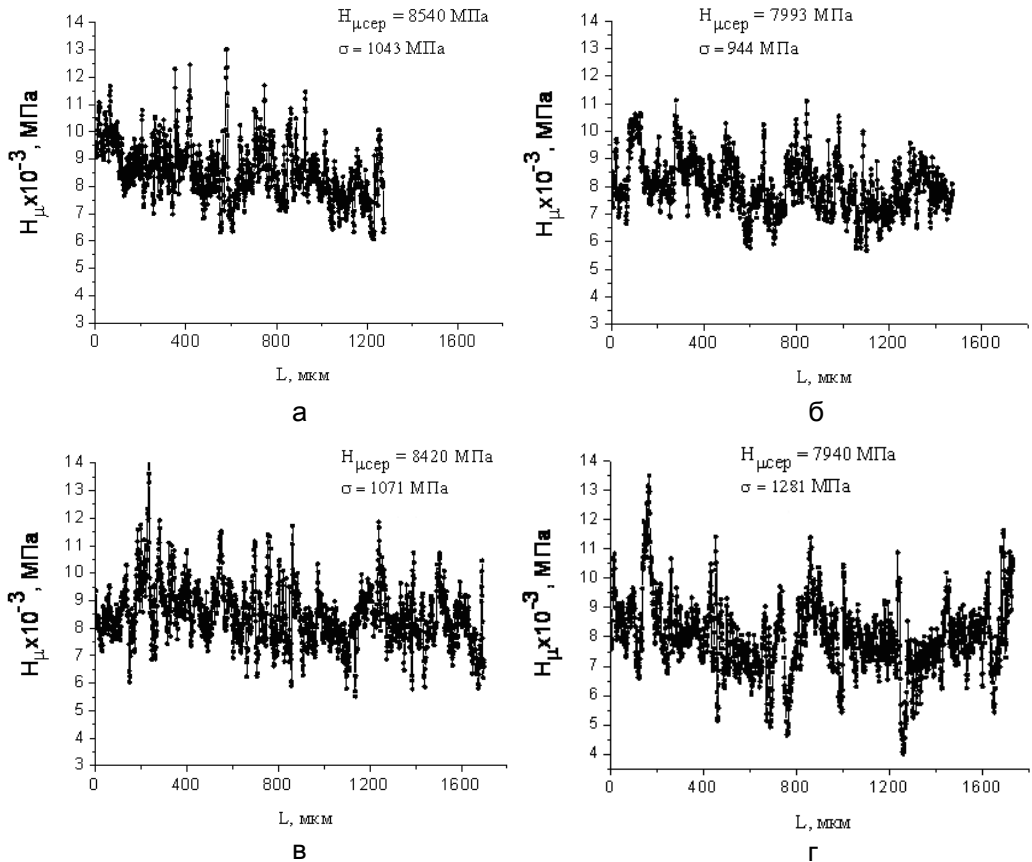 H_μсер = 8540 МПа
σ = 1043 МПа
H_μx10⁻³, МПа
14
13
12
11
10
9
8
7
6
5
4
3
0 400 800 1200 1600
L, мкм
а
H_μсер = 7993 МПа
σ = 944 МПа
H_μx10⁻³, МПа
14
13
12
11
10
9
8
7
6
5
4
3
0 400 800 1200 1600
L, мкм
б
H_μсер = 8420 МПа
σ = 1071 МПа
H_μx10⁻³, МПа
14
13
12
11
10
9
8
7
6
5
4
3
0 400 800 1200 1600
L, мкм
в
H_μсер = 7940 МПа
σ = 1281 МПа
H_μx10⁻³, МПа
14
13
12
11
10
9
8
7
6
5
4
0 400 800 1200 1600
L, мкм
г